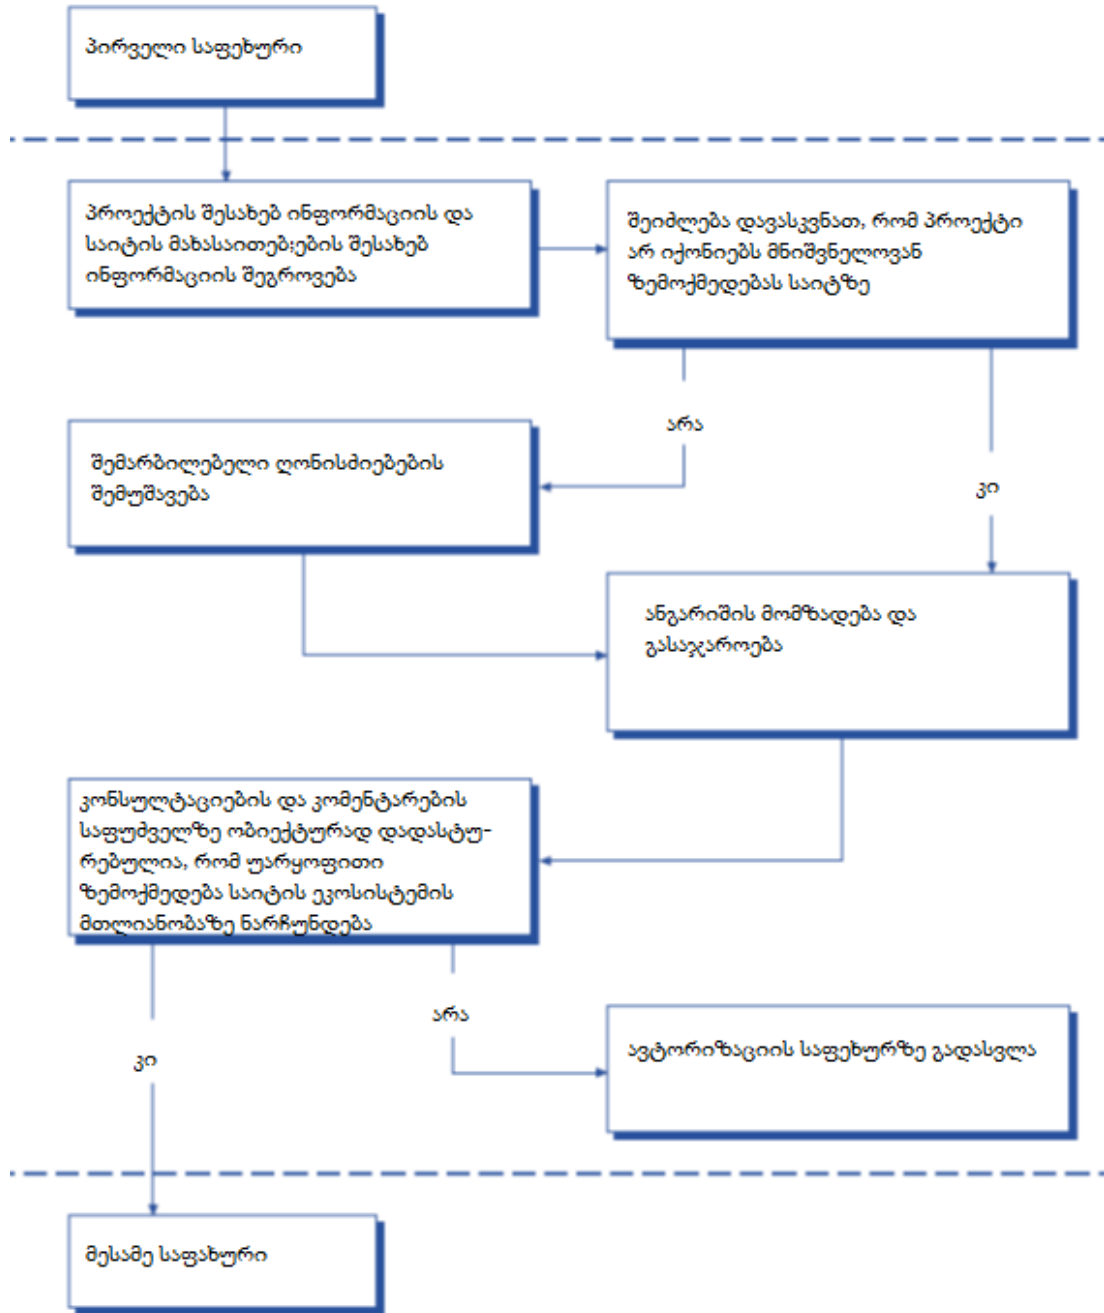 პირველი საფეხური
პროექტის შესახებ ინფორმაციის და
საიტის მახასაითებ;ების შესახებ
ინფორმაციის შეგროვება
შეიძლება დავასკვნათ, რომ პროექტი
არ იქონიებს მნიშვნელოვან
ზემოქმედებას საიტზე
არა
კი
შემარბილებელი ღონისძიებების
შემუშავება
ანგარიშის მომზადება და
გასაჯაროება
კონსულტაციების და კომენტარების
საფუძველზე ობიექტურად დადასტუ-
რებულია, რომ უარყოფითი
ზემოქმედება საიტის ეკოსისტემის
მთლიანობაზე ნარჩუნდება
არა
კი
ავტორიზაციის საფეხურზე გადასვლა
მესამე საფახური